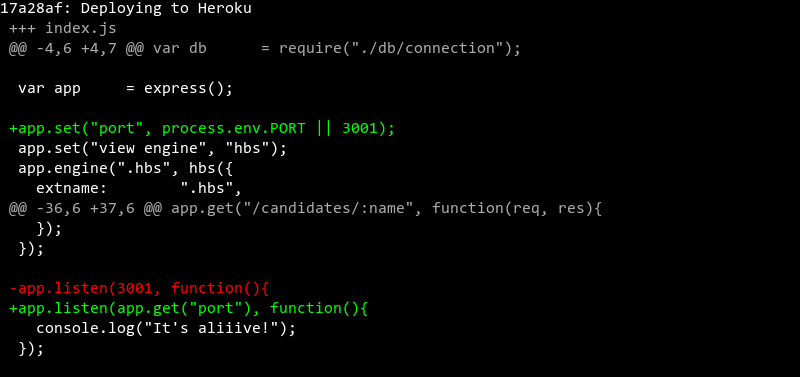 17a28af: Deploying to Heroku
+++ index.js
@@ -4,6 +4,7 @@ var db      = require("./db/connection");
var app     = express();
+app.set("port", process.env.PORT || 3001);
app.set("view engine", "hbs");
app.engine(".hbs", hbs({
  extname:        ".hbs",
@@ -36,6 +37,6 @@ app.get("/candidates/:name", function(req, res){
  });
});
-app.listen(3001, function(){
+app.listen(app.get("port"), function(){
  console.log("It's aliiive!");
});